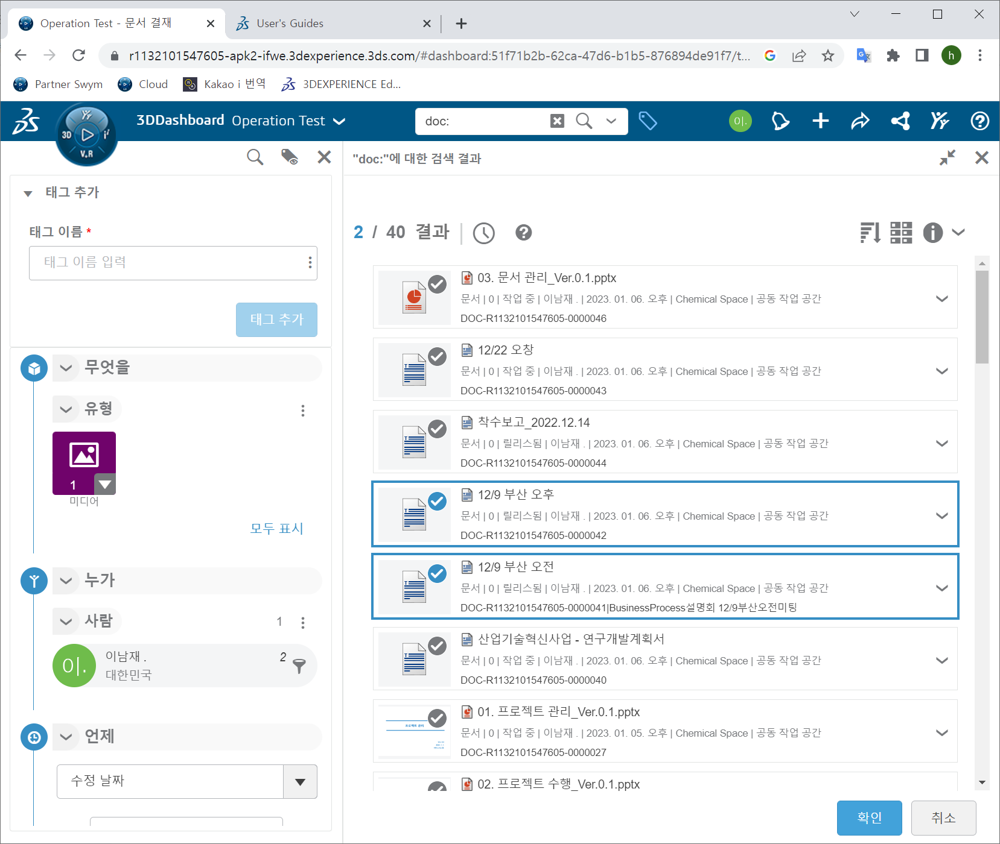 Operation Test - 문서 결재
User's Guides
r1132101547605-apk2-ifwe.3dexperience.3ds.com/#dashboard:51f71b2b-62ca-47d6-b1b5-876894de91f7/t...
h
Partner Swym
Cloud
Kakao i 번역
3DEXPERIENCE Ed...
3D
V,R
3DDashboard Operation Test
doc:
이.
"doc:"에 대한 검색 결과
태그 추가
태그 이름 *
태그 이름 입력
태그 추가
무엇을
유형
1
미디어
모두 표시
누가
사람
1
이.
이남재 .
2
대한민국
언제
수정 날짜
2 / 40 결과
03. 문서 관리_Ver.0.1.pptx
문서 | 0 | 작업 중 | 이남재 . | 2023. 01. 06. 오후 | Chemical Space | 공동 작업 공간
DOC-R1132101547605-0000046
12/22 오창
문서 | 0 | 작업 중 | 이남재 . | 2023. 01. 06. 오후 | Chemical Space | 공동 작업 공간
DOC-R1132101547605-0000043
착수보고_2022.12.14
문서 | 0 | 릴리스됨 | 이남재 . | 2023. 01. 06. 오후 | Chemical Space | 공동 작업 공간
DOC-R1132101547605-0000044
12/9 부산 오후
문서 | 0 | 릴리스됨 | 이남재 . | 2023. 01. 06. 오후 | Chemical Space | 공동 작업 공간
DOC-R1132101547605-0000042
12/9 부산 오전
문서 | 0 | 릴리스됨 | 이남재 . | 2023. 01. 06. 오후 | Chemical Space | 공동 작업 공간
DOC-R1132101547605-0000041|BusinessProcess설명회 12/9부산오전미팅
산업기술혁신사업 - 연구개발계획서
문서 | 0 | 작업 중 | 이남재 . | 2023. 01. 06. 오후 | Chemical Space | 공동 작업 공간
DOC-R1132101547605-0000040
프로젝트 관리
01. 프로젝트 관리_Ver.0.1.pptx
문서 | 0 | 작업 중 | 이남재 . | 2023. 01. 05. 오후 | Chemical Space | 공동 작업 공간
DOC-R1132101547605-0000027
02. 프로젝트 수행_Ver.0.1.pptx
확인
취소